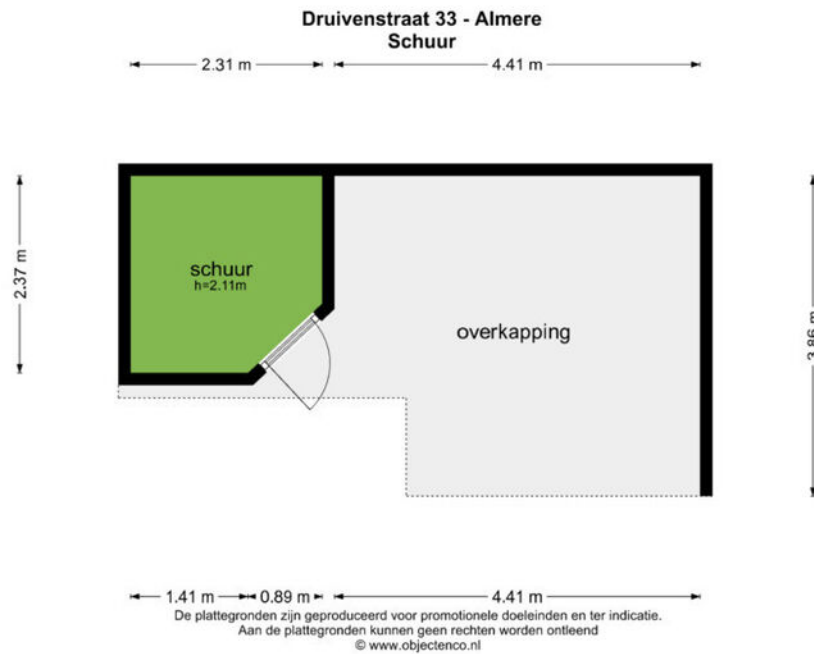 Druivenstraat 33 - Almere
Schuur
2.31 m
4.41 m
2.37 m
schuur
h=2.11m
overkapping
3.86 m
1.41 m
0.89 m
4.41 m
De plattegronden zijn geproduceerd voor promotionele doeleinden en ter indicatie.
Aan de plattegronden kunnen geen rechten worden ontleend
© www.objectenco.nl